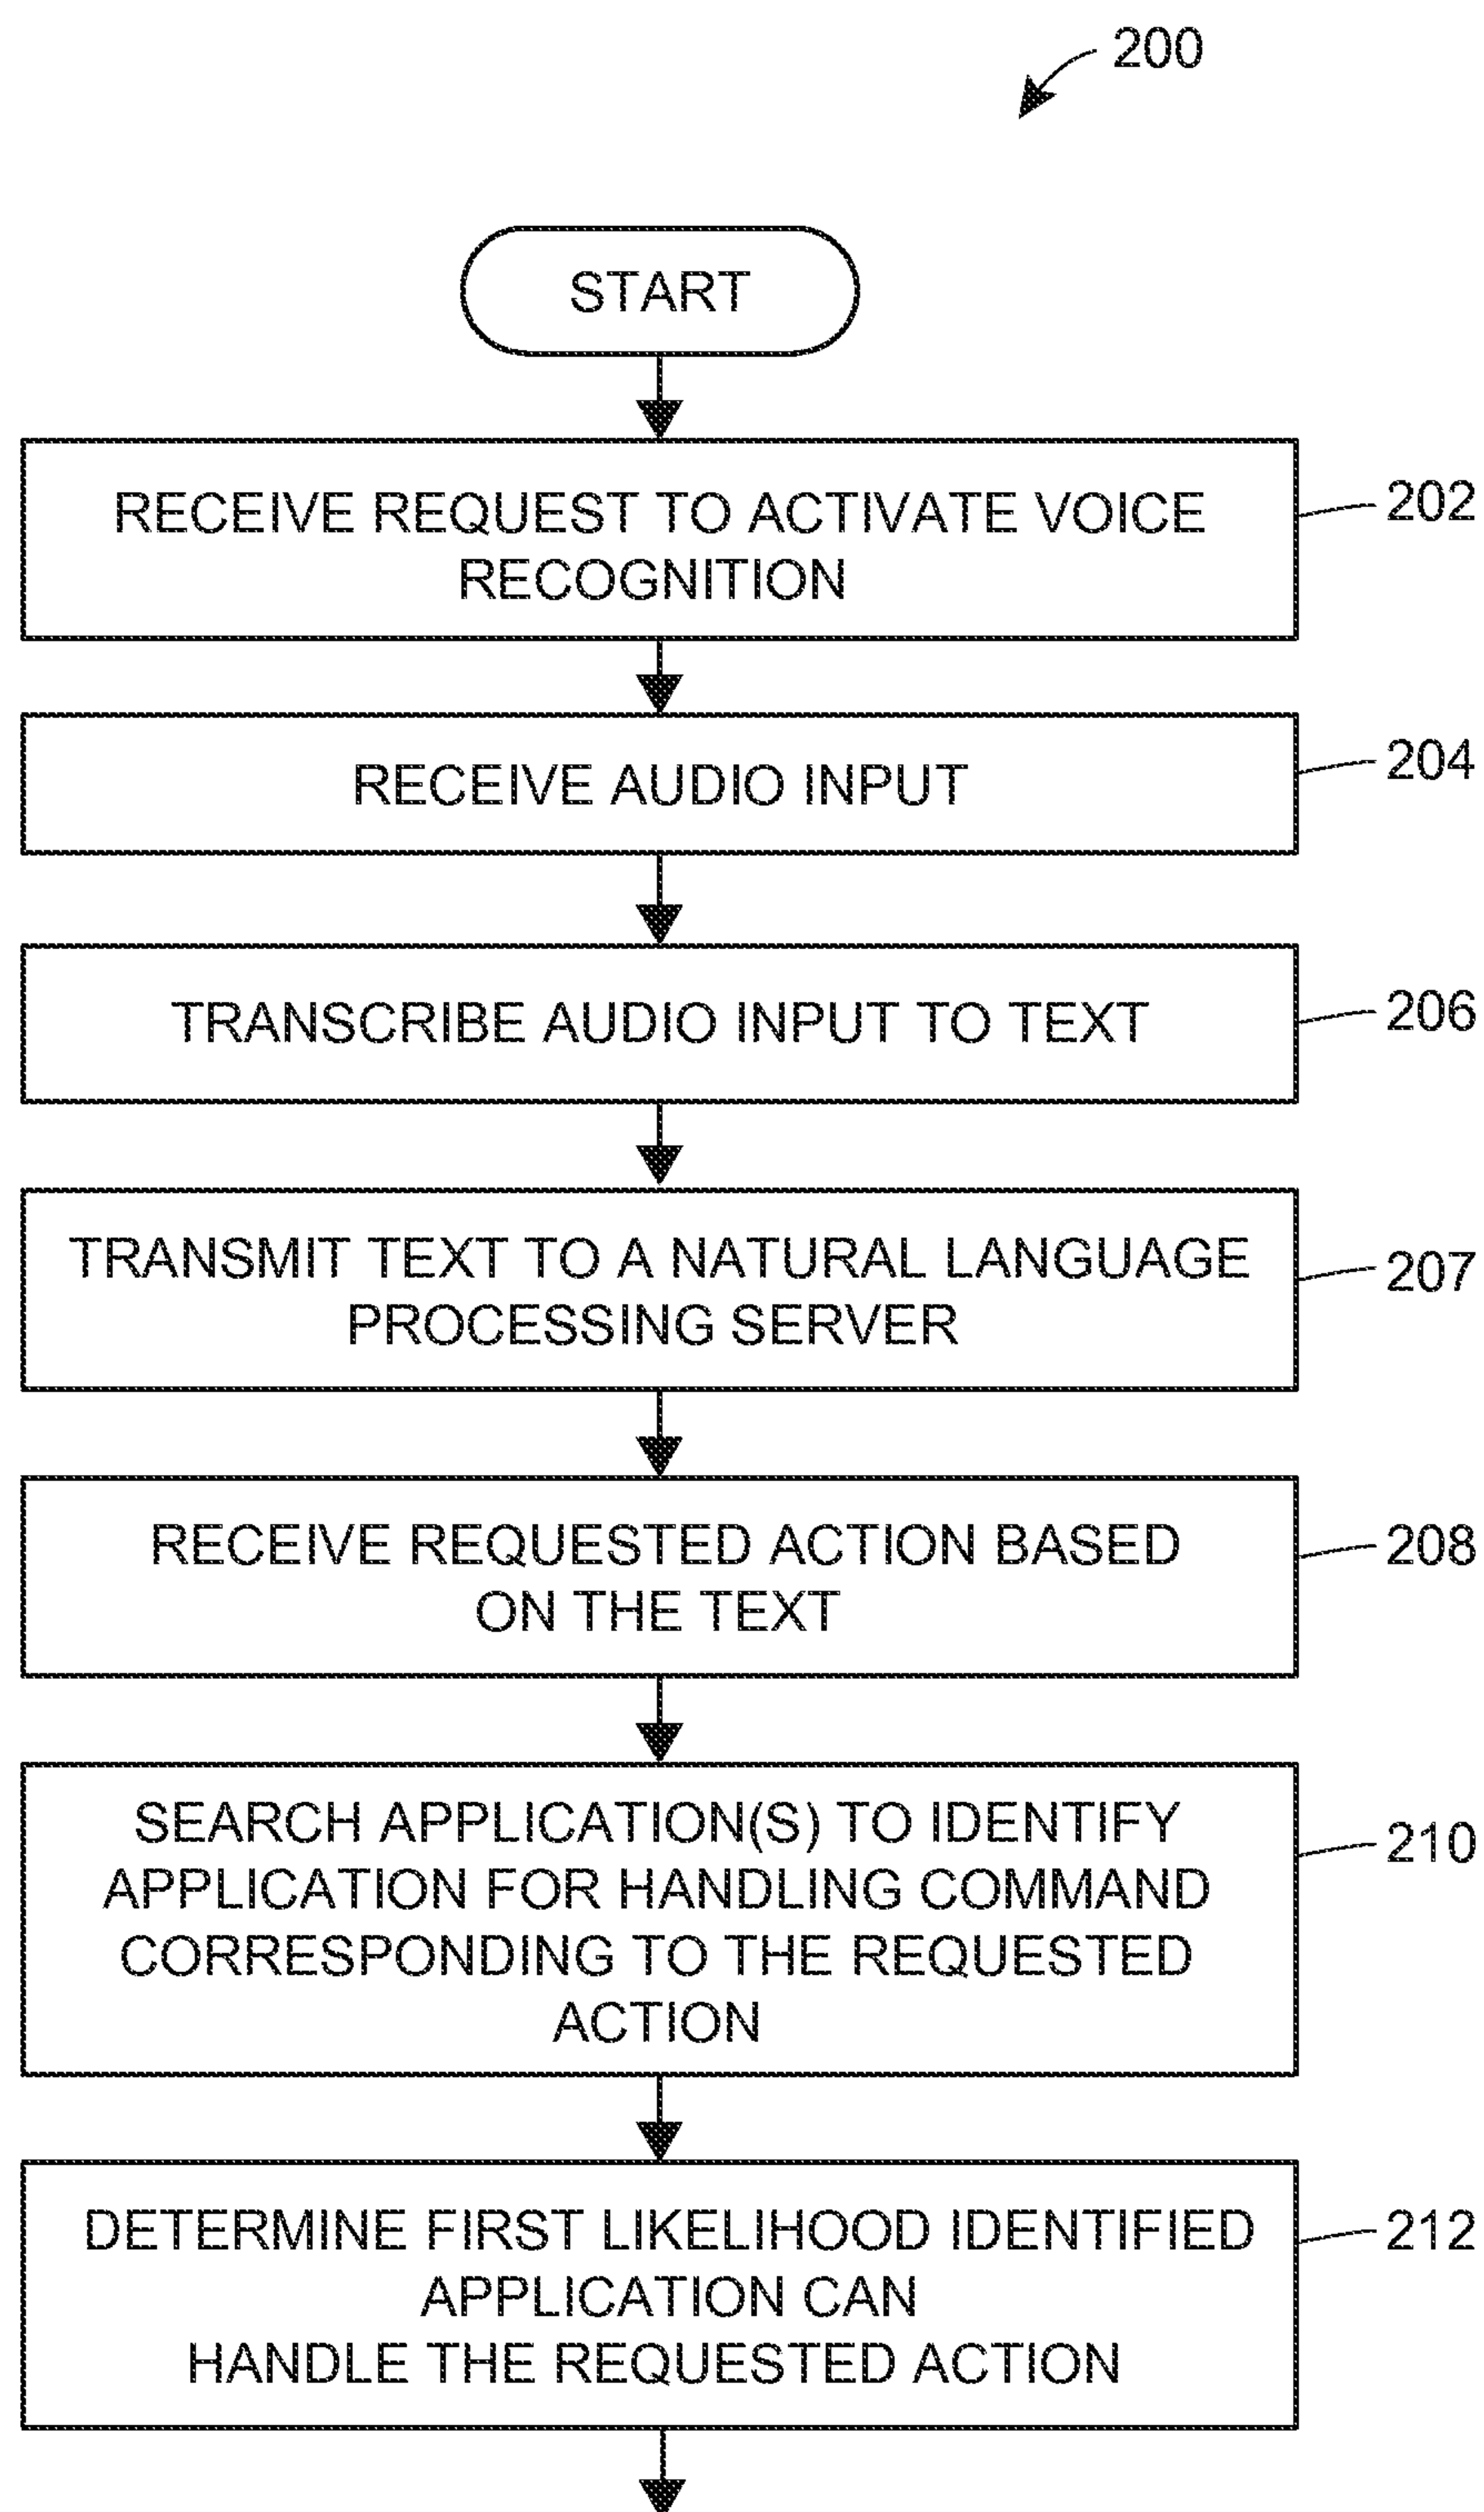 200
START
RECEIVE REQUEST TO ACTIVATE VOICE
RECOGNITION
202
RECEIVE AUDIO INPUT
204
TRANSCRIBE AUDIO INPUT TO TEXT
206
TRANSMIT TEXT TO A NATURAL LANGUAGE
PROCESSING SERVER
207
RECEIVE REQUESTED ACTION BASED
ON THE TEXT
208
SEARCH APPLICATION(S) TO IDENTIFY
APPLICATION FOR HANDLING COMMAND
CORRESPONDING TO THE REQUESTED
ACTION
210
DETERMINE FIRST LIKELIHOOD IDENTIFIED
APPLICATION CAN
HANDLE THE REQUESTED ACTION
212